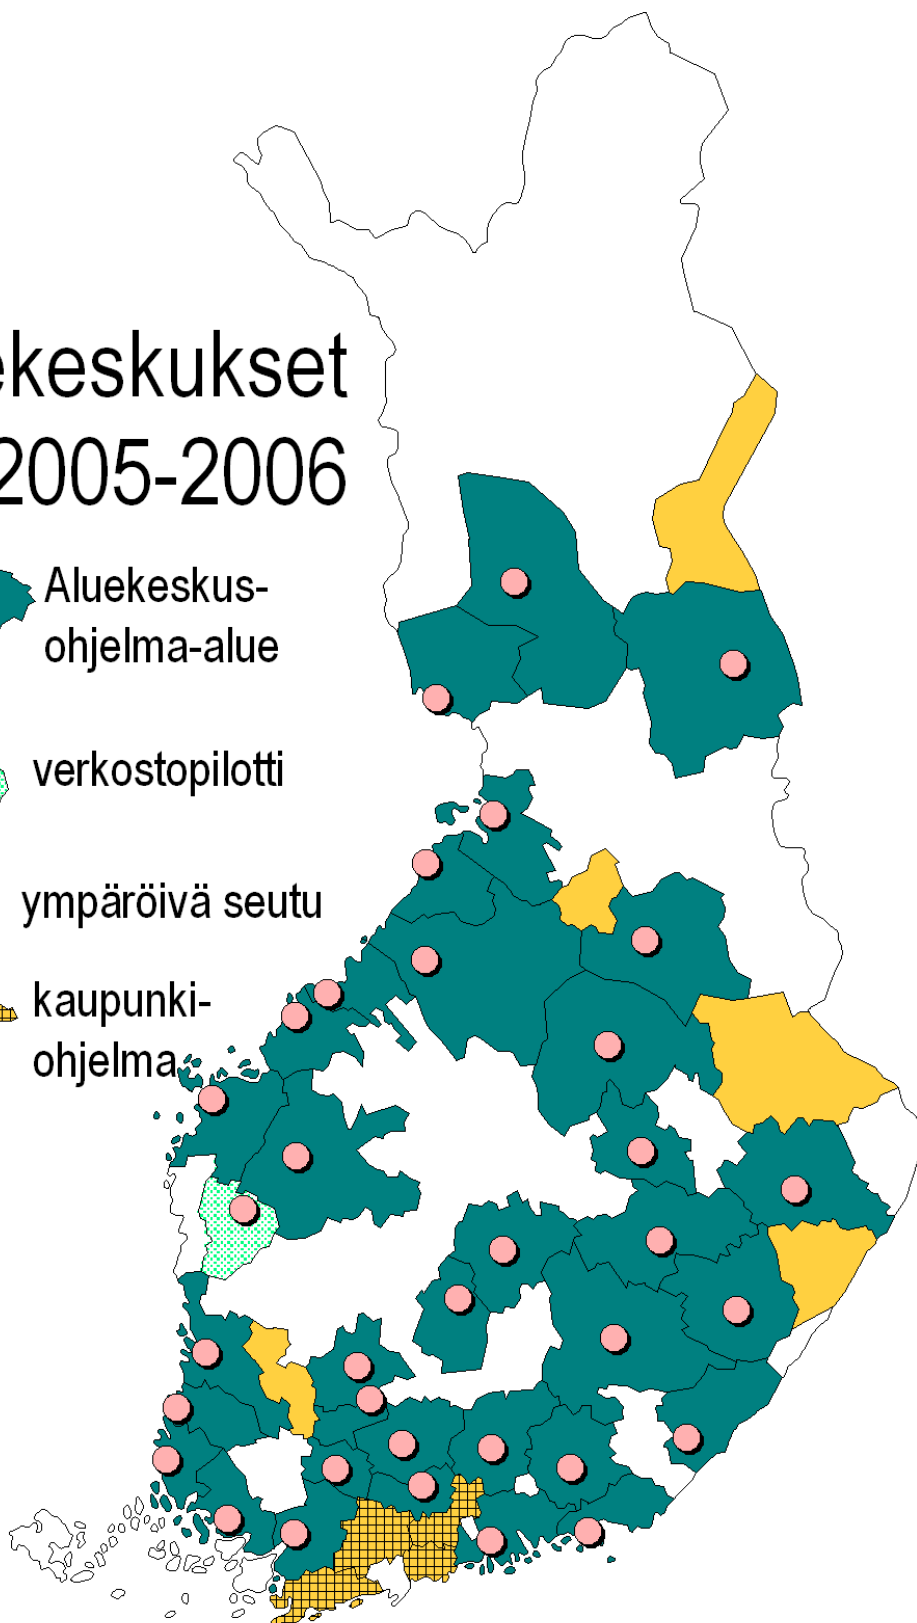 ekeskukset
2005-2006
Aluekeskus-
ohjelma-alue
verkostopilotti
ympäröivä seutu
kaupunki-
ohjelma